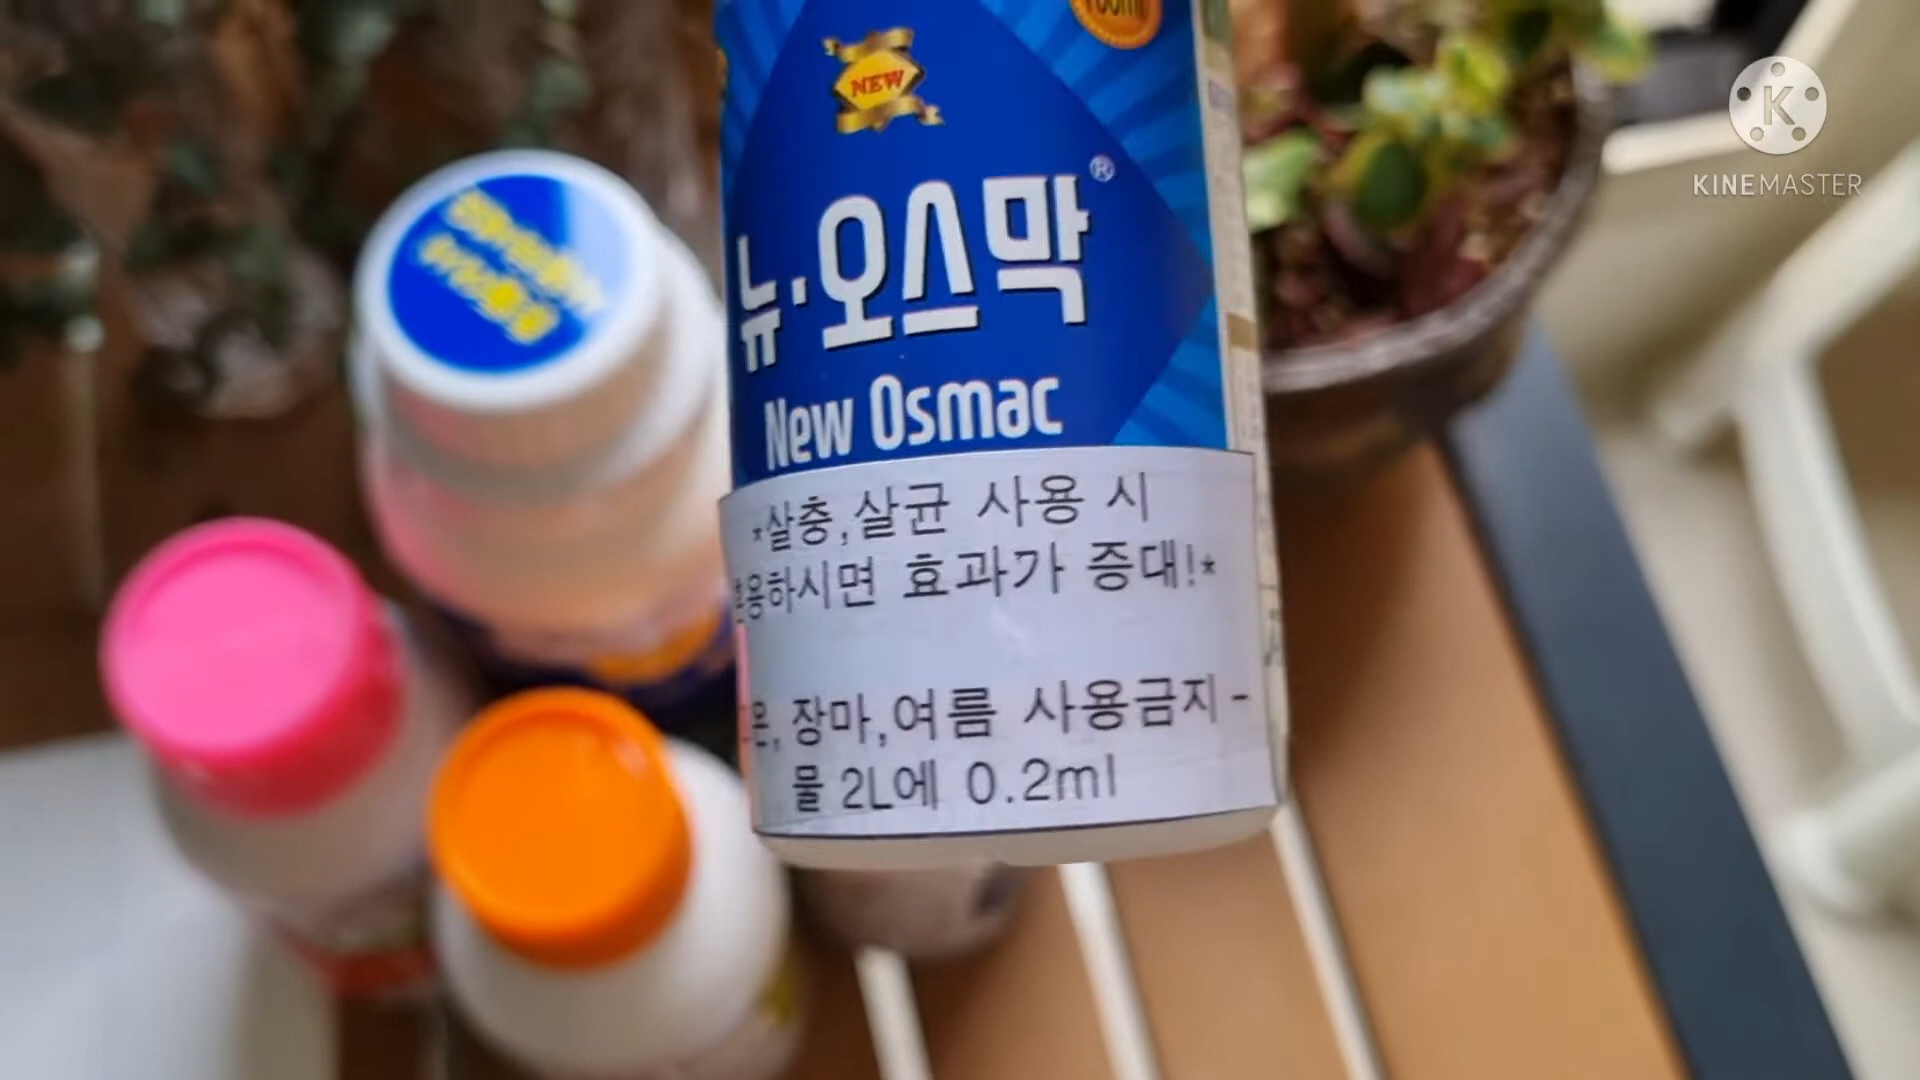 NEW
뉴·오스막®
New Osmac
*살충,살균 사용 시
용하시면 효과가 증대!*
장마,여름 사용금지 -
물 2L에 0.2ml
KINEMASTER